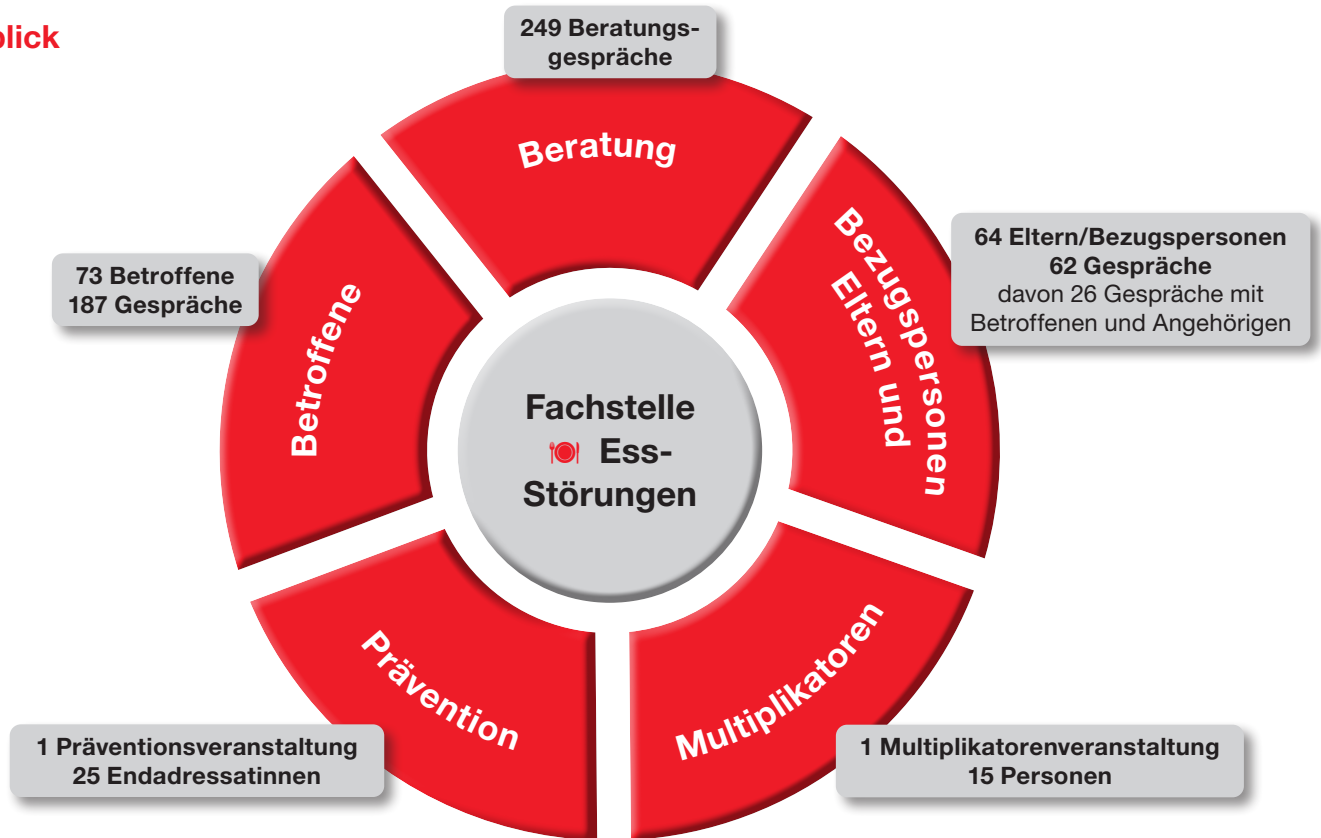 blick
249 Beratungs-
gespräche
Beratung
Bezugspersonen
Eltern und
64 Eltern/Bezugspersonen
62 Gespräche
davon 26 Gespräche mit
Betroffenen und Angehörigen
73 Betroffene
187 Gespräche
Betroffene
Fachstelle
Ess-
Störungen
Prävention
Multiplikatoren
1 Präventionsveranstaltung
25 Endadressatinnen
1 Multiplikatorenveranstaltung
15 Personen